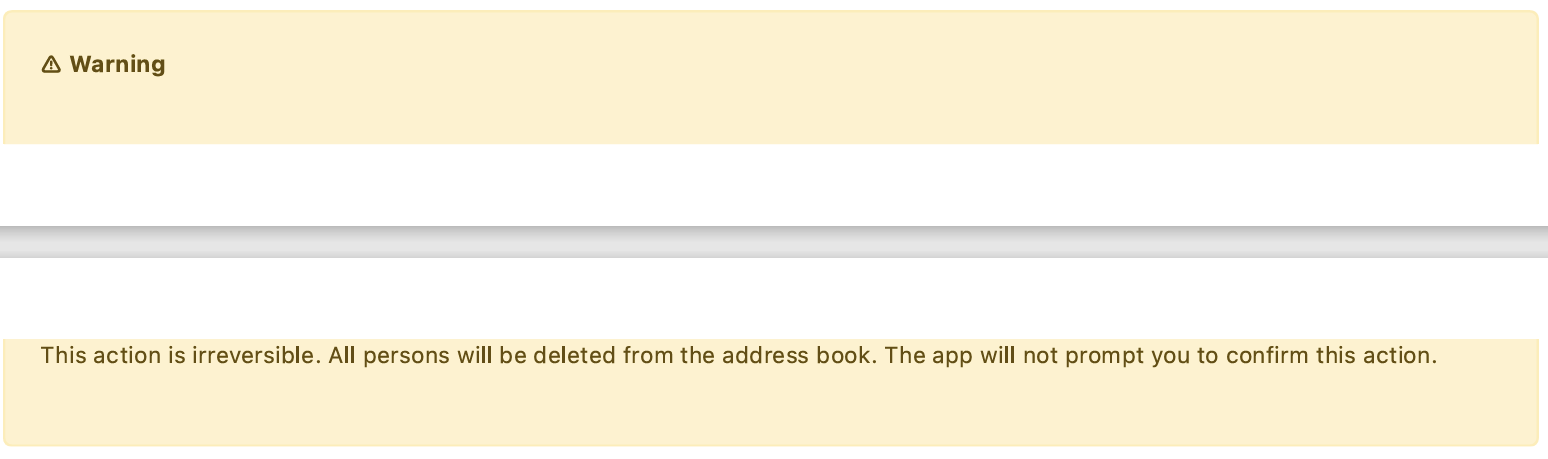 Warning
This action is irreversible. All persons will be deleted from the address book. The app will not prompt you to confirm this action.